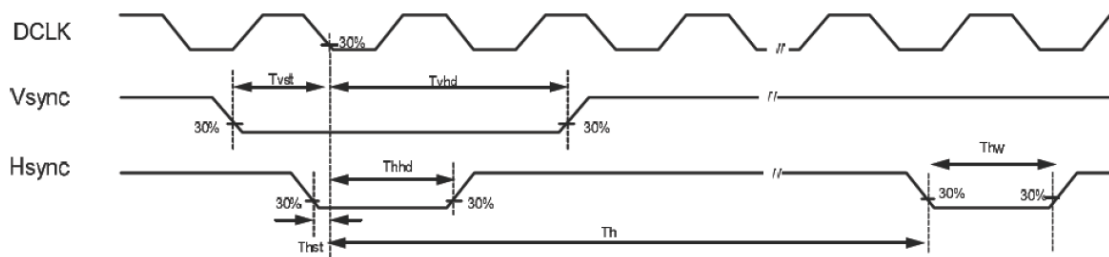 DCLK
30%
//
Tvst
Tvhd
Vsync
30%
30%
//
Hsync
Thhd
Thw
30%
30%
//
30%
30%
Thst
Th